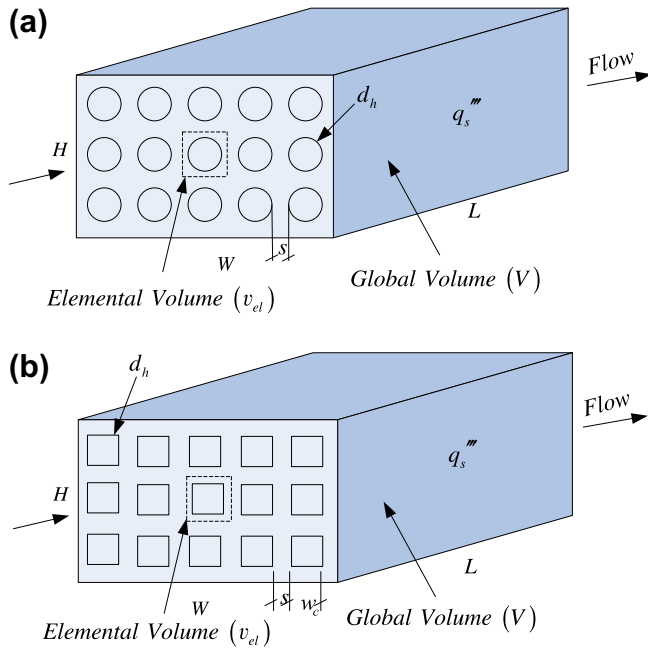 (a)
Flow
d_h
q_s'''
H
L
s
W
Elemental Volume (v_el)
Global Volume (V)
(b)
d_h
Flow
q_s'''
H
L
s
w_c
W
Elemental Volume (v_el)
Global Volume (V)